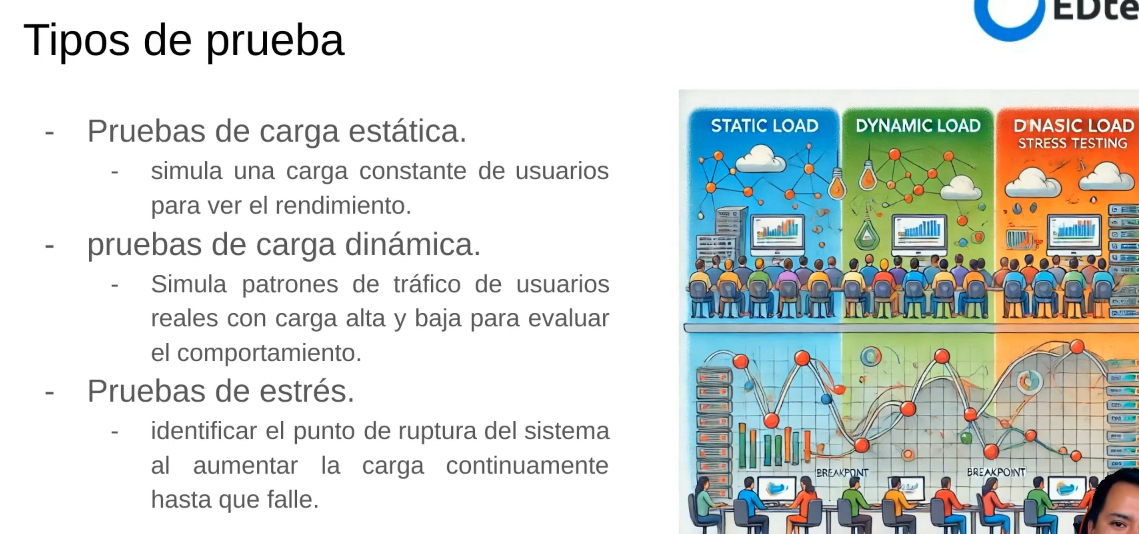 Tipos de prueba
EDte
- Pruebas de carga estática.
- simula una carga constante de usuarios
para ver el rendimiento.
- pruebas de carga dinámica.
- Simula patrones de tráfico de usuarios
reales con carga alta y baja para evaluar
el comportamiento.
- Pruebas de estrés.
- identificar el punto de ruptura del sistema
al aumentar la carga continuamente
hasta que falle.
STATIC LOAD
DYNAMIC LOAD
D'NASIC LOAD
STRESS TESTING
BREAKPOINT
BREAKPOINT